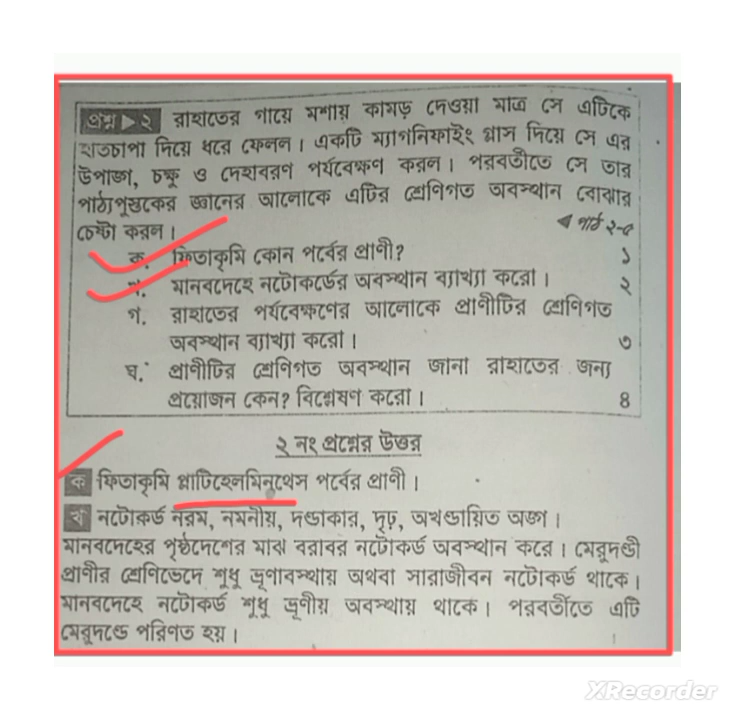 প্রশ্ন ▶ ২ রাহাতের গায়ে মশায় কামড় দেওয়া মাত্র সে এটিকে
হাতচাপা দিয়ে ধরে ফেলল। একটি ম্যাগনিফাইং গ্লাস দিয়ে সে এর
উপাঙ্গ, চক্ষু ও দেহাবরণ পর্যবেক্ষণ করল। পরবর্তীতে সে তার
পাঠ্যপুস্তকের জ্ঞানের আলোকে এটির শ্রেণিগত অবস্থান বোঝার
চেষ্টা করল। ◀ পাঠ ২-৫
ক. ফিতাকৃমি কোন পর্বের প্রাণী? ১
খ. মানবদেহে নটোকর্ডের অবস্থান ব্যাখ্যা করো। ২
গ. রাহাতের পর্যবেক্ষণের আলোকে প্রাণীটির শ্রেণিগত
অবস্থান ব্যাখ্যা করো। ৩
ঘ. প্রাণীটির শ্রেণিগত অবস্থান জানা রাহাতের জন্য
প্রয়োজন কেন? বিশ্লেষণ করো। ৪
২ নং প্রশ্নের উত্তর
ক ফিতাকৃমি প্লাটিহেলমিনথেস পর্বের প্রাণী।
খ নটোকর্ড নরম, নমনীয়, দণ্ডাকার, দৃঢ়, অখণ্ডায়িত অঙ্গ।
মানবদেহের পৃষ্ঠদেশের মাঝ বরাবর নটোকর্ড অবস্থান করে। মেরুদণ্ডী
প্রাণীর শ্রেণিভেদে শুধু ভ্রূণাবস্থায় অথবা সারাজীবন নটোকর্ড থাকে।
মানবদেহে নটোকর্ড শুধু ভ্রূণীয় অবস্থায় থাকে। পরবর্তীতে এটি
মেরুদণ্ডে পরিণত হয়।
XRecorder